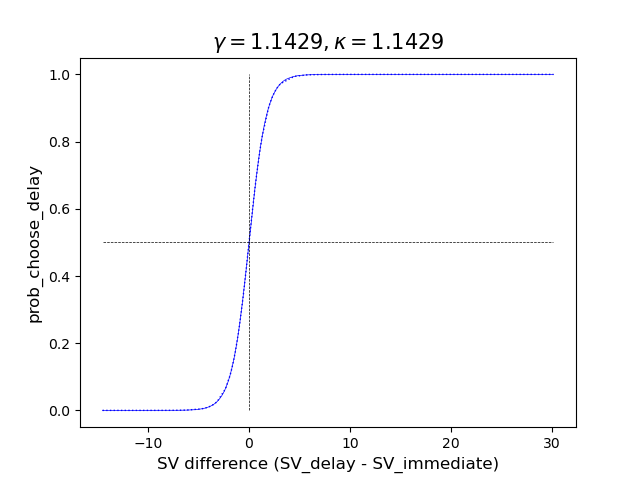 γ = 1.1429, κ = 1.1429
prob_choose_delay
1.0
0.8
0.6
0.4
0.2
0.0
−10 0 10 20 30
SV difference (SV_delay - SV_immediate)